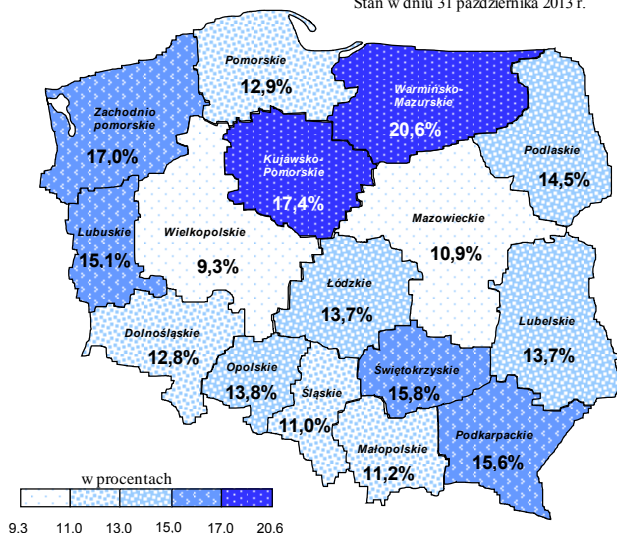 Stan w dniu 31 października 2013 r.
Pomorskie
12,9%
Warmińsko-
Mazurskie
20,6%
Zachodnio
pomorskie
17,0%
Kujawsko-
Pomorskie
17,4%
Podlaskie
14,5%
Lubuskie
15,1%
Wielkopolskie
9,3%
Mazowieckie
10,9%
Łódzkie
13,7%
Lubelskie
13,7%
Dolnośląskie
12,8%
Opolskie
13,8%
Śląskie
11,0%
Świętokrzyskie
15,8%
Małopolskie
11,2%
Podkarpackie
15,6%
w procentach
9.3 11.0 13.0 15.0 17.0 20.6